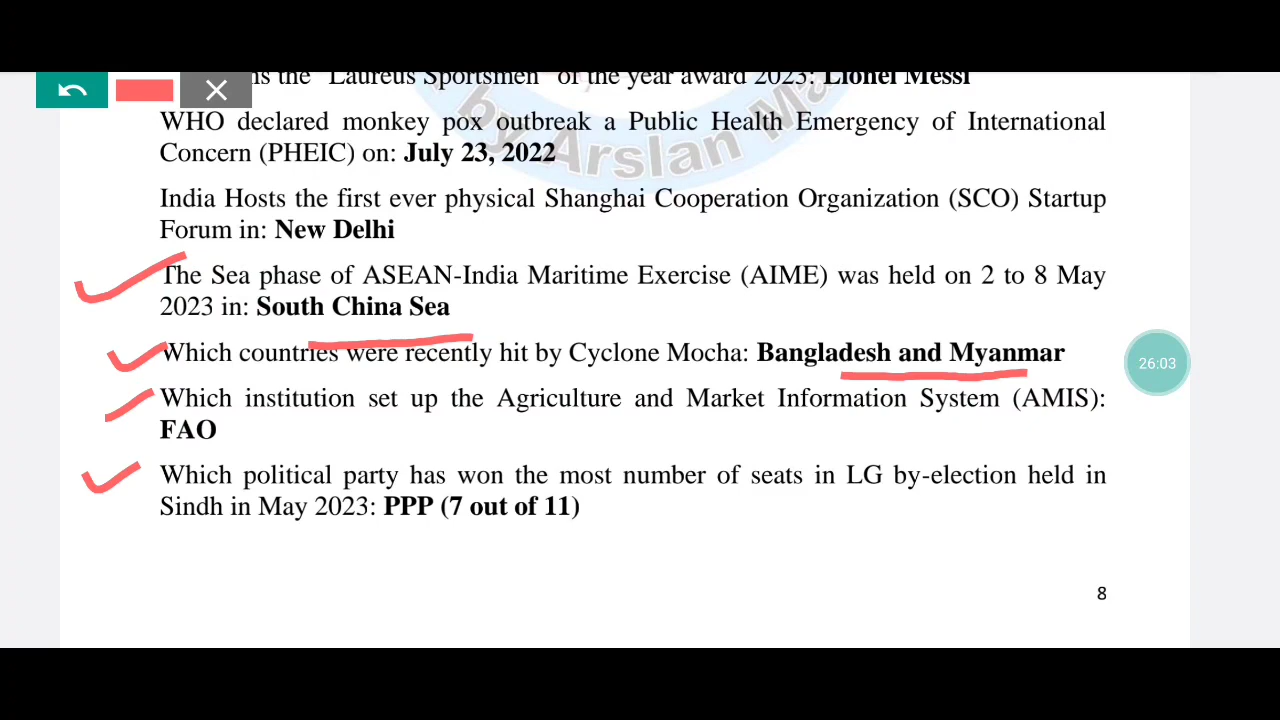 the "Laureus Sportsmen" of the year award 2023: Lionel Messi
by Arslan
WHO declared monkey pox outbreak a Public Health Emergency of International
Concern (PHEIC) on: July 23, 2022
India Hosts the first ever physical Shanghai Cooperation Organization (SCO) Startup
Forum in: New Delhi
The Sea phase of ASEAN-India Maritime Exercise (AIME) was held on 2 to 8 May
2023 in: South China Sea
Which countries were recently hit by Cyclone Mocha: Bangladesh and Myanmar
26:03
Which institution set up the Agriculture and Market Information System (AMIS):
FAO
Which political party has won the most number of seats in LG by-election held in
Sindh in May 2023: PPP (7 out of 11)
8